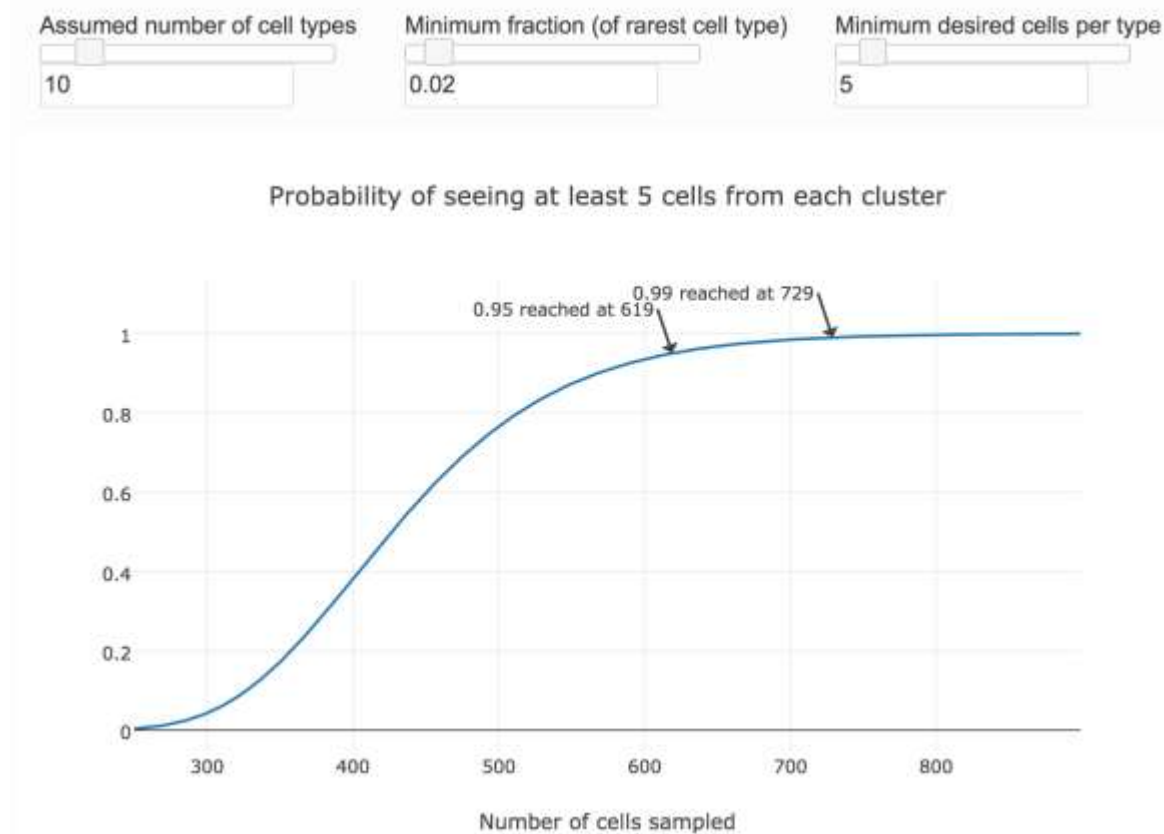 Assumed number of cell types
Minimum fraction (of rarest cell type)
Minimum desired cells per type
10
0.02
5
Probability of seeing at least 5 cells from each cluster
0.99 reached at 729
0.95 reached at 619
1
0.8
0.6
0.4
0.2
0
300
400
500
600
700
800
Number of cells sampled